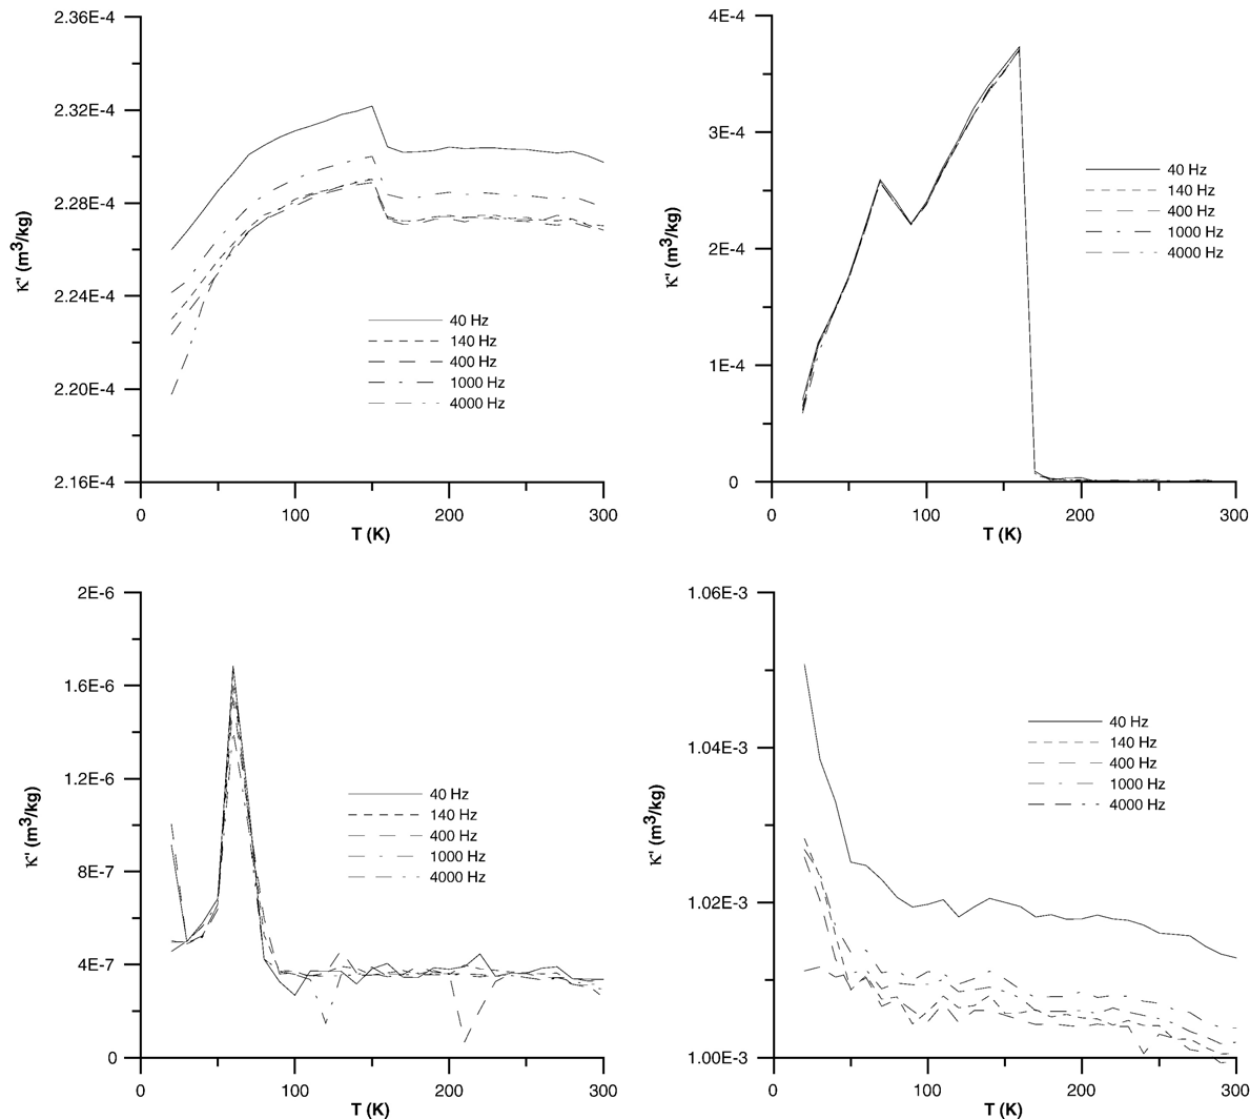 2.36E-4
2.32E-4
2.28E-4
2.24E-4
2.20E-4
2.16E-4
κ' (m³/kg)
40 Hz
140 Hz
400 Hz
1000 Hz
4000 Hz
0 100 200 300
T (K)
4E-4
3E-4
2E-4
1E-4
0
κ' (m³/kg)
40 Hz
140 Hz
400 Hz
1000 Hz
4000 Hz
0 100 200 300
T (K)
2E-6
1.6E-6
1.2E-6
8E-7
4E-7
0
κ' (m³/kg)
40 Hz
140 Hz
400 Hz
1000 Hz
4000 Hz
0 100 200 300
T (K)
1.06E-3
1.04E-3
1.02E-3
1.00E-3
κ' (m³/kg)
40 Hz
140 Hz
400 Hz
1000 Hz
4000 Hz
0 100 200 300
T (K)